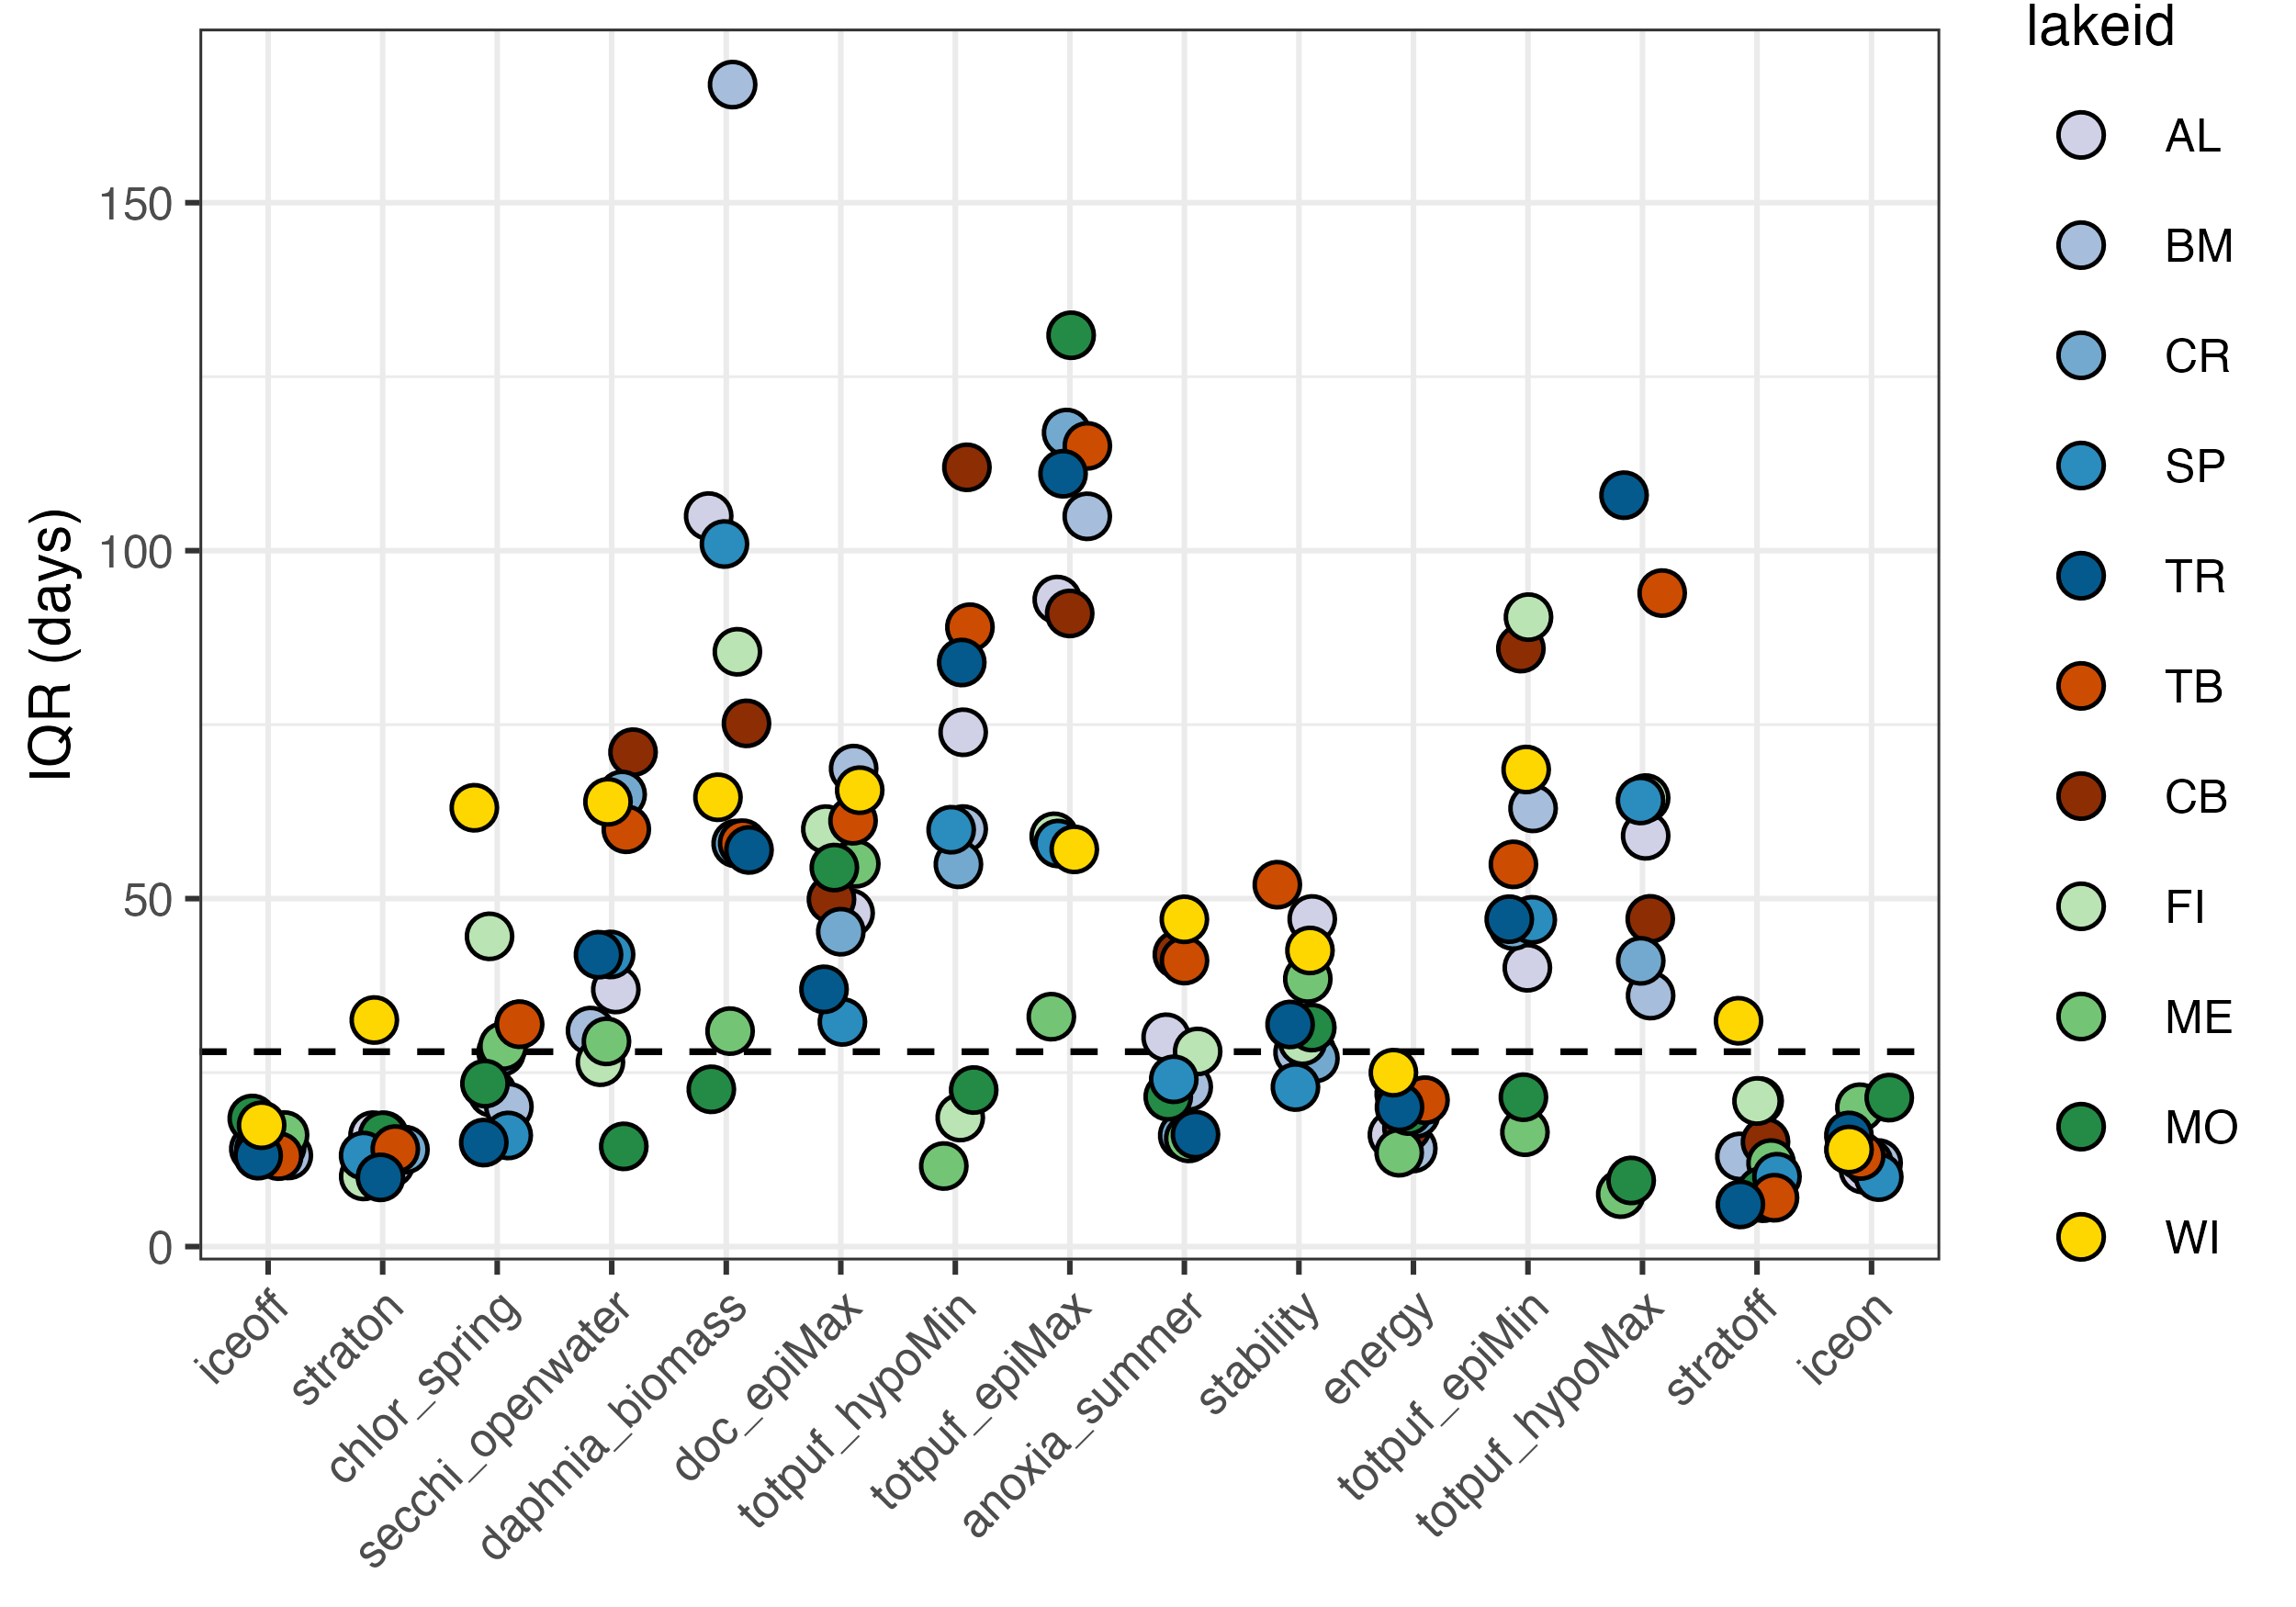 lakeid
AL
BM
CR
SP
TR
TB
CB
FI
ME
MO
WI
IQR (days)
150
100
50
0
iceoff
straton
chlor_spring
secchi_openwater
daphnia_biomass
doc_epiMax
totpuf_hypoMin
totpuf_epiMax
anoxia_summer
stability
energy
totpuf_epiMin
totpuf_hypoMax
stratoff
iceon